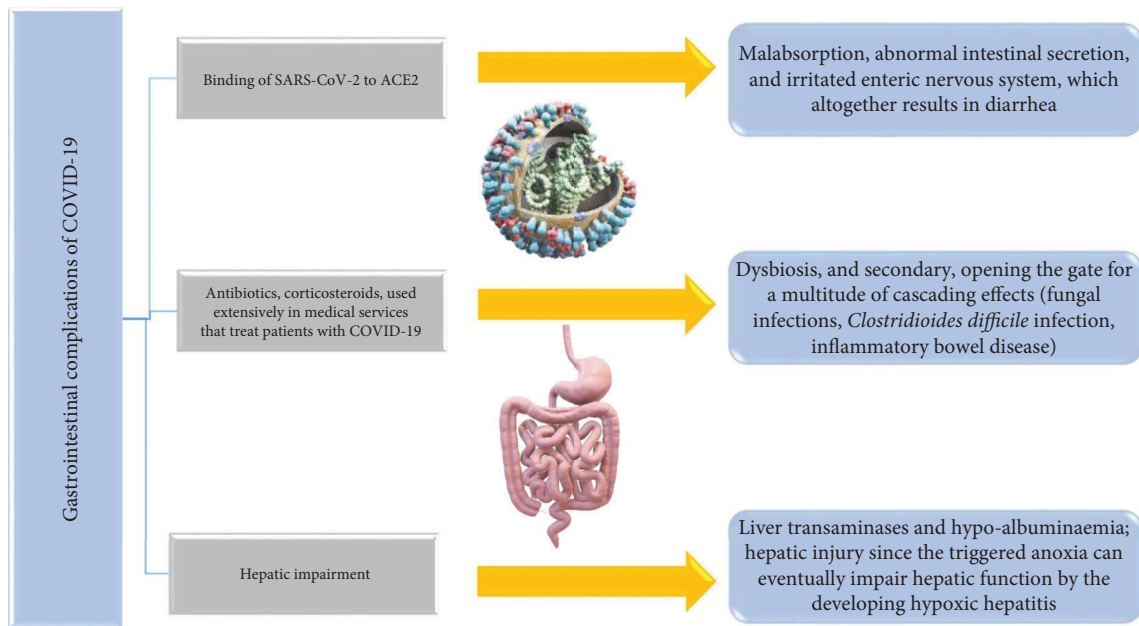 Gastrointestinal complications of COVID-19
Binding of SARS-CoV-2 to ACE2
Malabsorption, abnormal intestinal secretion,
and irritated enteric nervous system, which
altogether results in diarrhea
Antibiotics, corticosteroids, used
extensively in medical services
that treat patients with COVID-19
Dysbiosis, and secondary, opening the gate for
a multitude of cascading effects (fungal
infections, Clostridioides difficile infection,
inflammatory bowel disease)
Hepatic impairment
Liver transaminases and hypo-albuminaemia;
hepatic injury since the triggered anoxia can
eventually impair hepatic function by the
developing hypoxic hepatitis